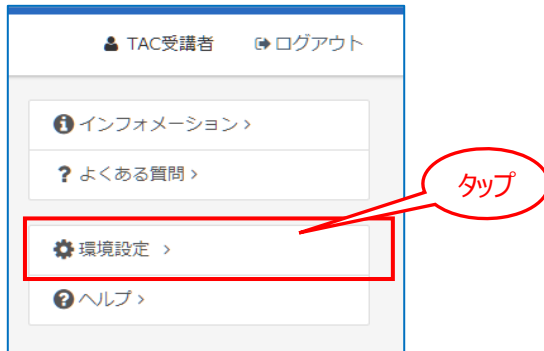 TAC受講者 ログアウト
インフォメーション >
? よくある質問 >
タップ
環境設定 >
ヘルプ >